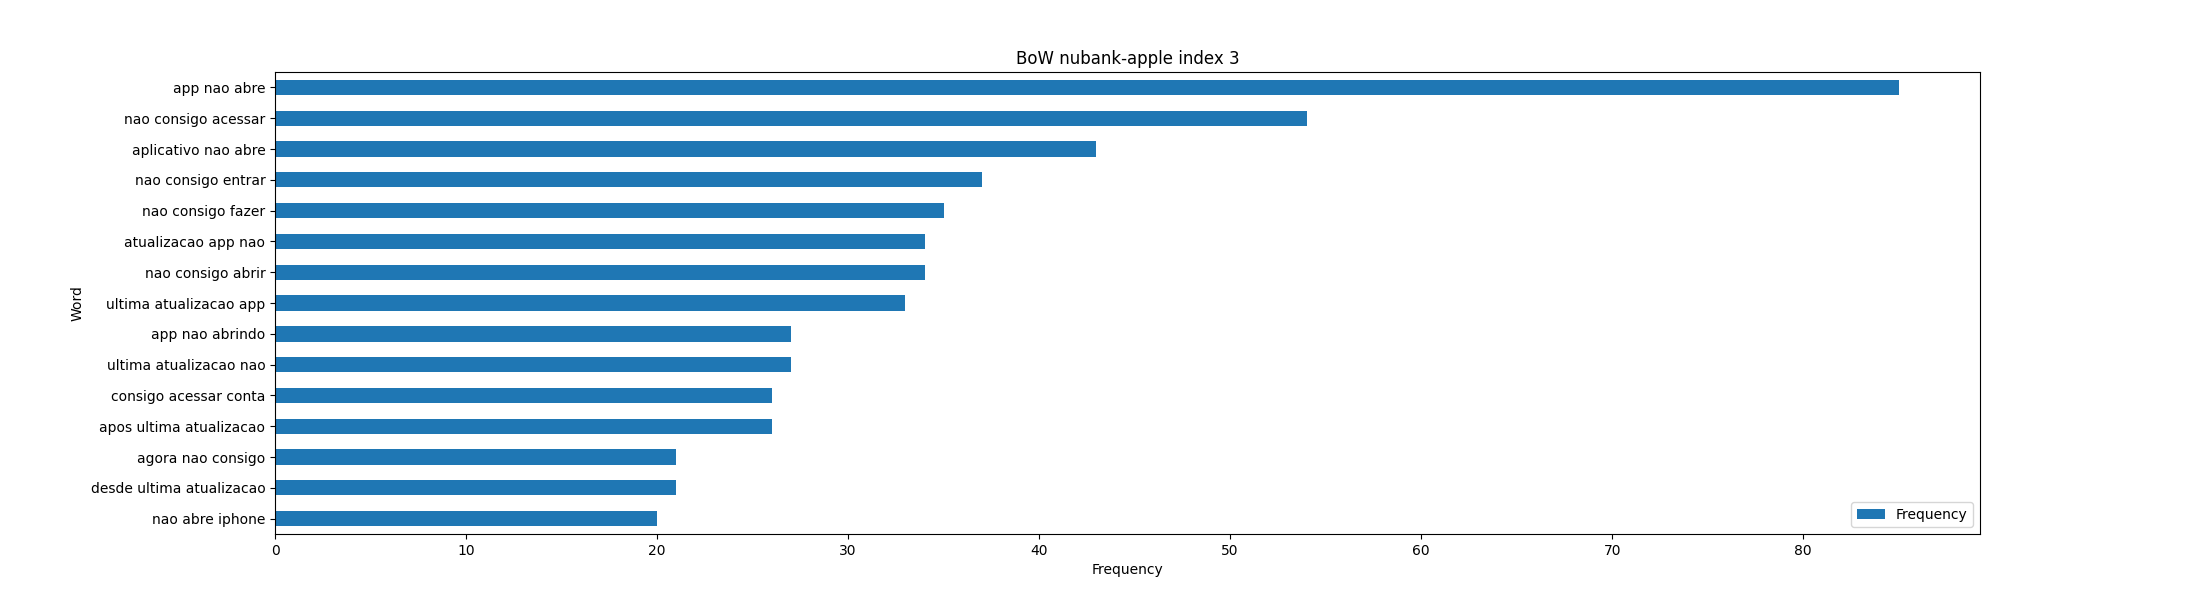 BoW nubank-apple index 3
app nao abre
nao consigo acessar
aplicativo nao abre
nao consigo entrar
nao consigo fazer
atualizacao app nao
nao consigo abrir
ultima atualizacao app
app nao abrindo
ultima atualizacao nao
consigo acessar conta
apos ultima atualizacao
agora nao consigo
desde ultima atualizacao
nao abre iphone
Word
Frequency
0 10 20 30 40 50 60 70 80
Frequency